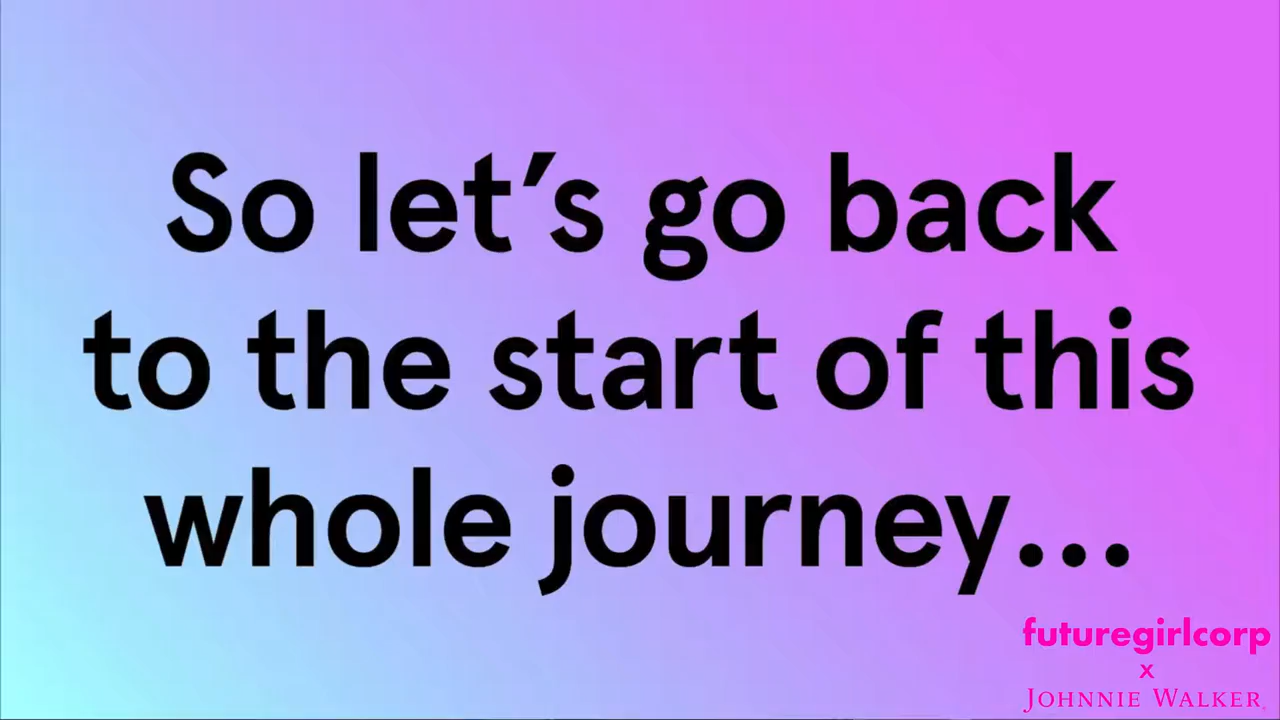 So let’s go back
to the start of this
whole journey...
futuregirlcorp
x
JOHNNIE WALKER.